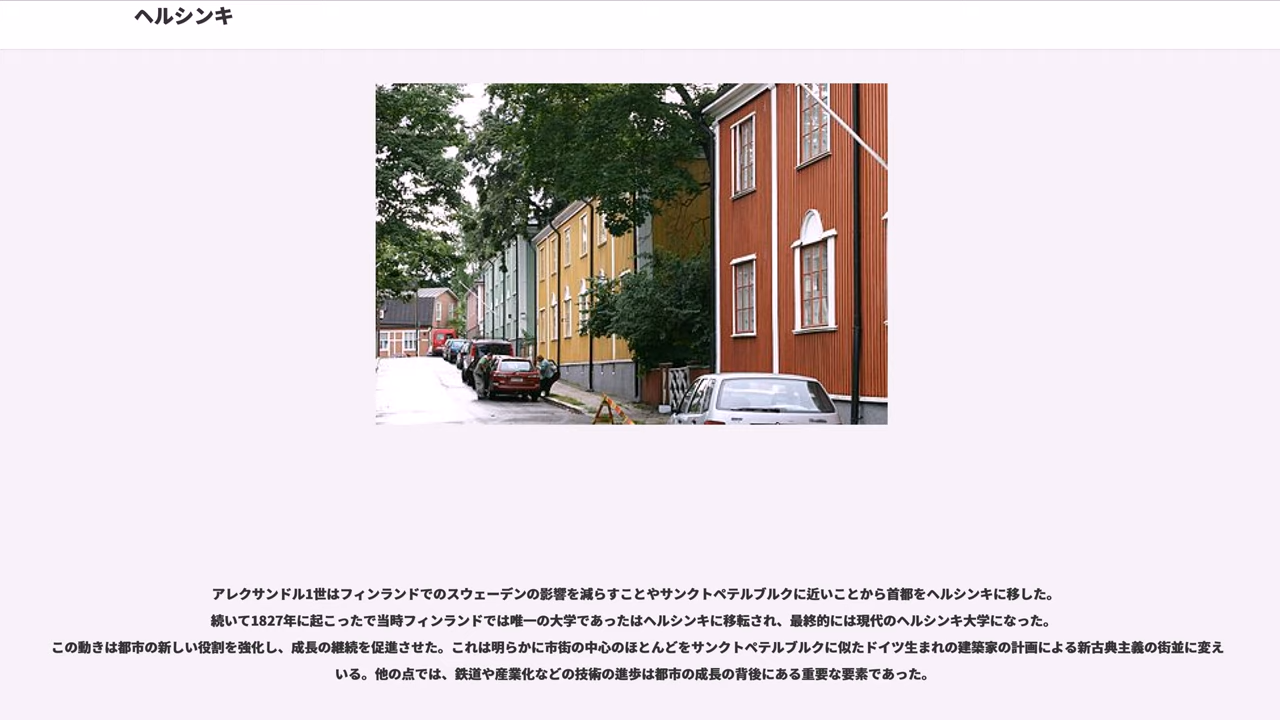 ヘルシンキ
アレクサンドル1世はフィンランドでのスウェーデンの影響を減らすことやサンクトペテルブルクに近いことから首都をヘルシンキに移した。
続いて1827年に起こったで当時フィンランドでは唯一の大学であったはヘルシンキに移転され、最終的には現代のヘルシンキ大学になった。
この動きは都市の新しい役割を強化し、成長の継続を促進させた。これは明らかに市街の中心のほとんどをサンクトペテルブルクに似たドイツ生まれの建築家の計画による新古典主義の街並に変え
いる。他の点では、鉄道や産業化などの技術の進歩は都市の成長の背後にある重要な要素であった。